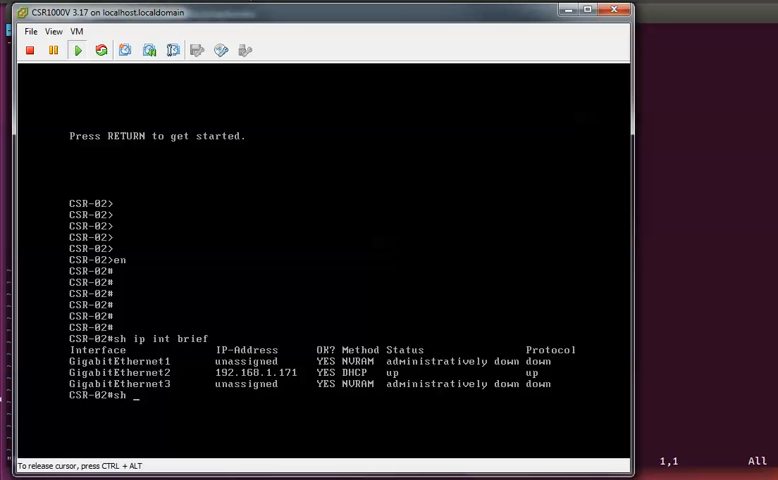 CSR1000V 3.17 on localhost.localdomain
File View VM
Press RETURN to get started.
CSR-02>
CSR-02>
CSR-02>
CSR-02>
CSR-02>
CSR-02>en
CSR-02#
CSR-02#
CSR-02#
CSR-02#
CSR-02#
CSR-02#
CSR-02#sh ip int brief
Interface IP-Address OK? Method Status Protocol
GigabitEthernet1 unassigned YES NVRAM administratively down down
GigabitEthernet2 192.168.1.171 YES DHCP up up
GigabitEthernet3 unassigned YES NVRAM administratively down down
CSR-02#sh _
To release cursor, press CTRL + ALT
1,1 All